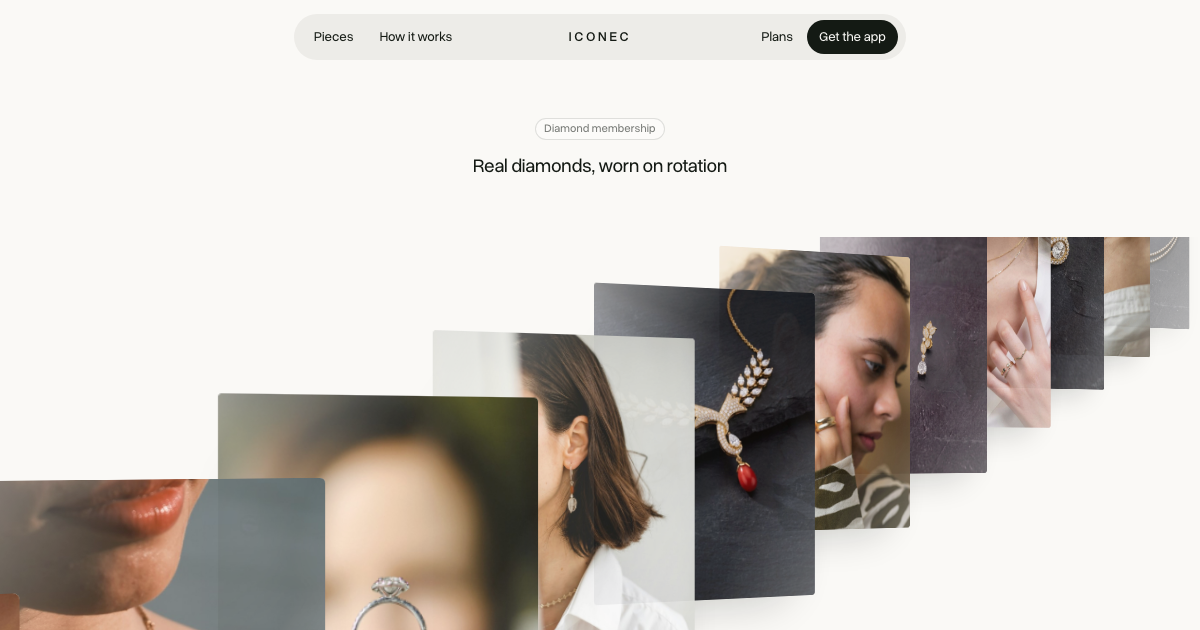 Pieces
How it works
ICONEC
Plans
Get the app
Diamond membership
Real diamonds, worn on rotation